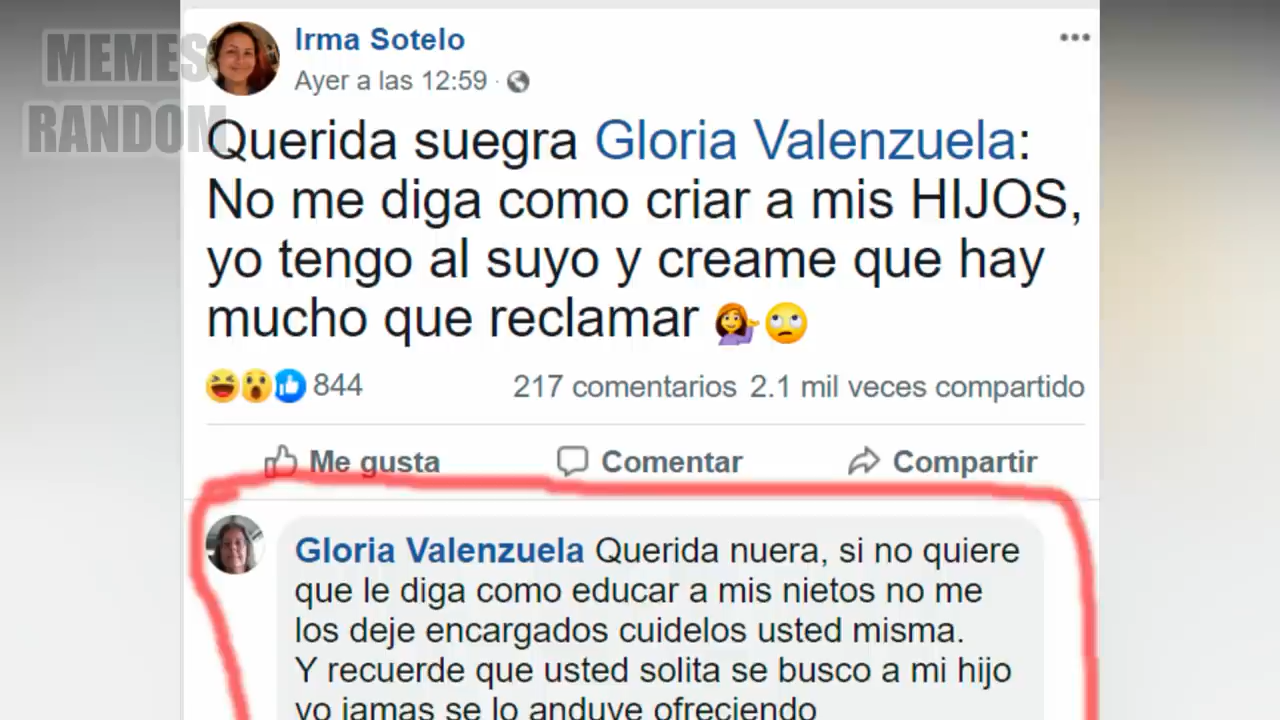 MEMES
RANDOM
Irma Sotelo
Ayer a las 12:59 ·
Querida suegra Gloria Valenzuela:
No me diga como criar a mis HIJOS,
yo tengo al suyo y creame que hay
mucho que reclamar 💁‍♀️🙄
844 217 comentarios 2.1 mil veces compartido
Me gusta Comentar Compartir
Gloria Valenzuela Querida nuera, si no quiere
que le diga como educar a mis nietos no me
los deje encargados cuidelos usted misma.
Y recuerde que usted solita se busco a mi hijo
yo jamas se lo anduve ofreciendo